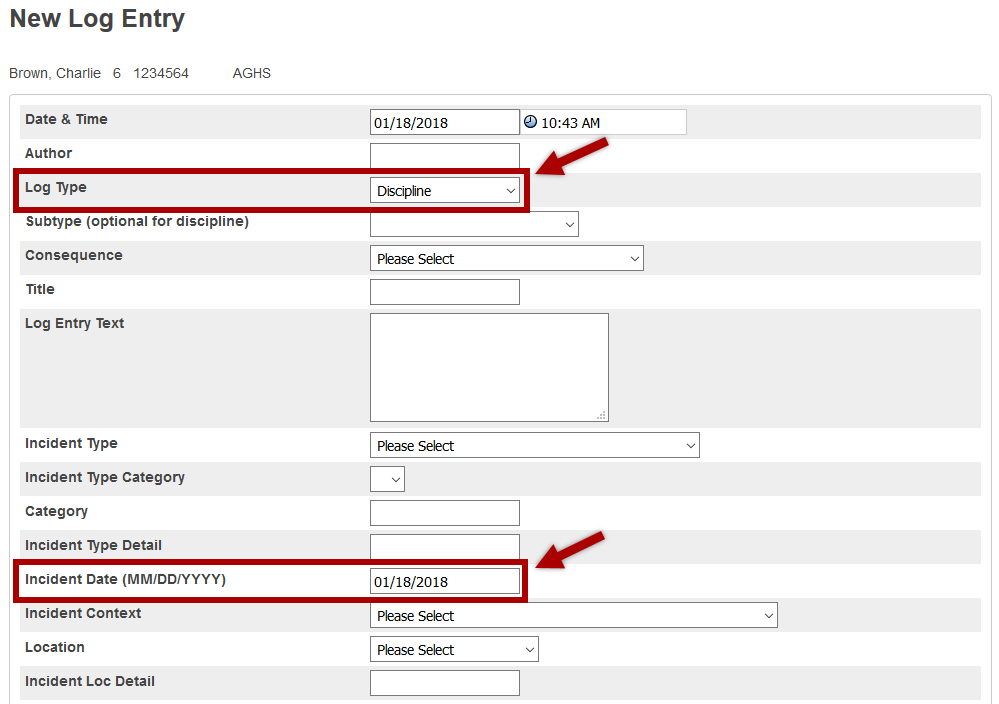 New Log Entry
Brown, Charlie 6 1234564 AGHS
Date & Time 01/18/2018 10:43 AM
Author
Log Type Discipline
Subtype (optional for discipline)
Consequence Please Select
Title
Log Entry Text
Incident Type Please Select
Incident Type Category
Category
Incident Type Detail
Incident Date (MM/DD/YYYY) 01/18/2018
Incident Context Please Select
Location Please Select
Incident Loc Detail